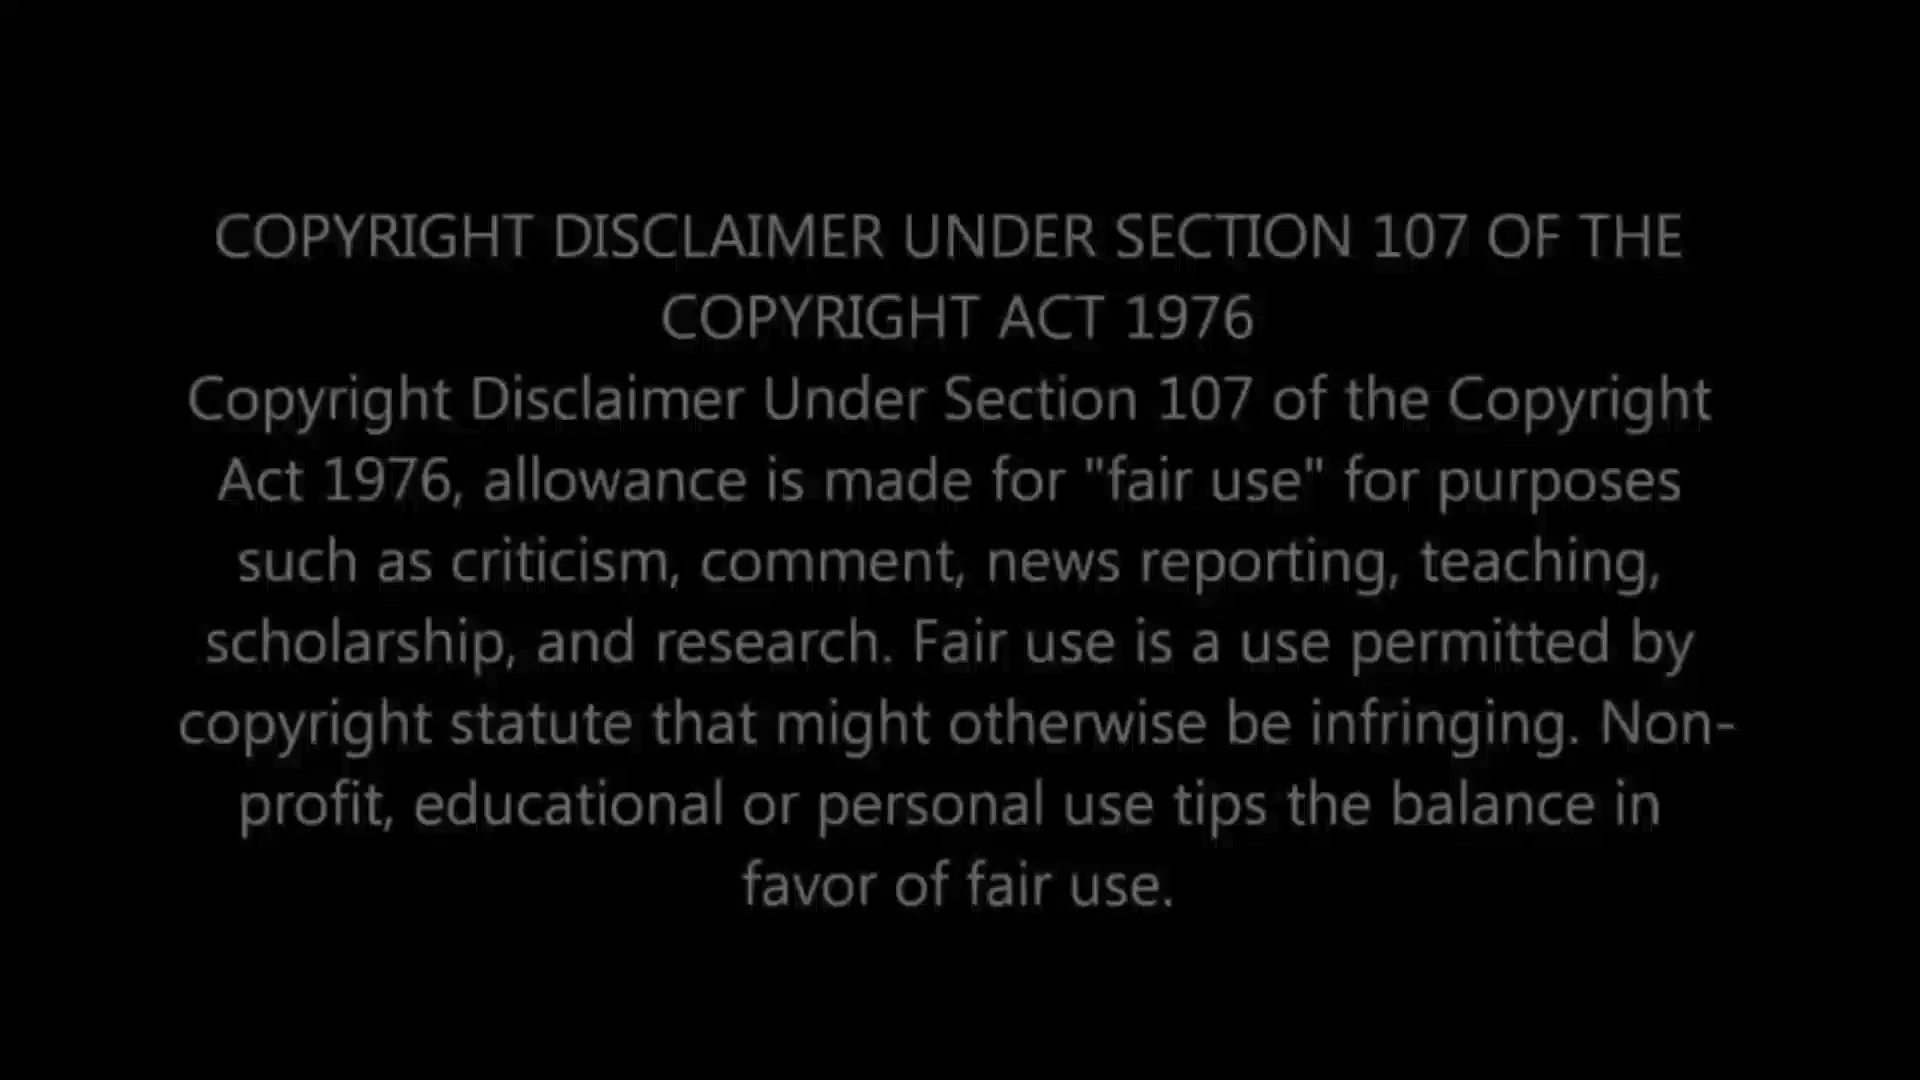 COPYRIGHT DISCLAIMER UNDER SECTION 107 OF THE
COPYRIGHT ACT 1976
Copyright Disclaimer Under Section 107 of the Copyright
Act 1976, allowance is made for "fair use" for purposes
such as criticism, comment, news reporting, teaching,
scholarship, and research. Fair use is a use permitted by
copyright statute that might otherwise be infringing. Non-
profit, educational or personal use tips the balance in
favor of fair use.